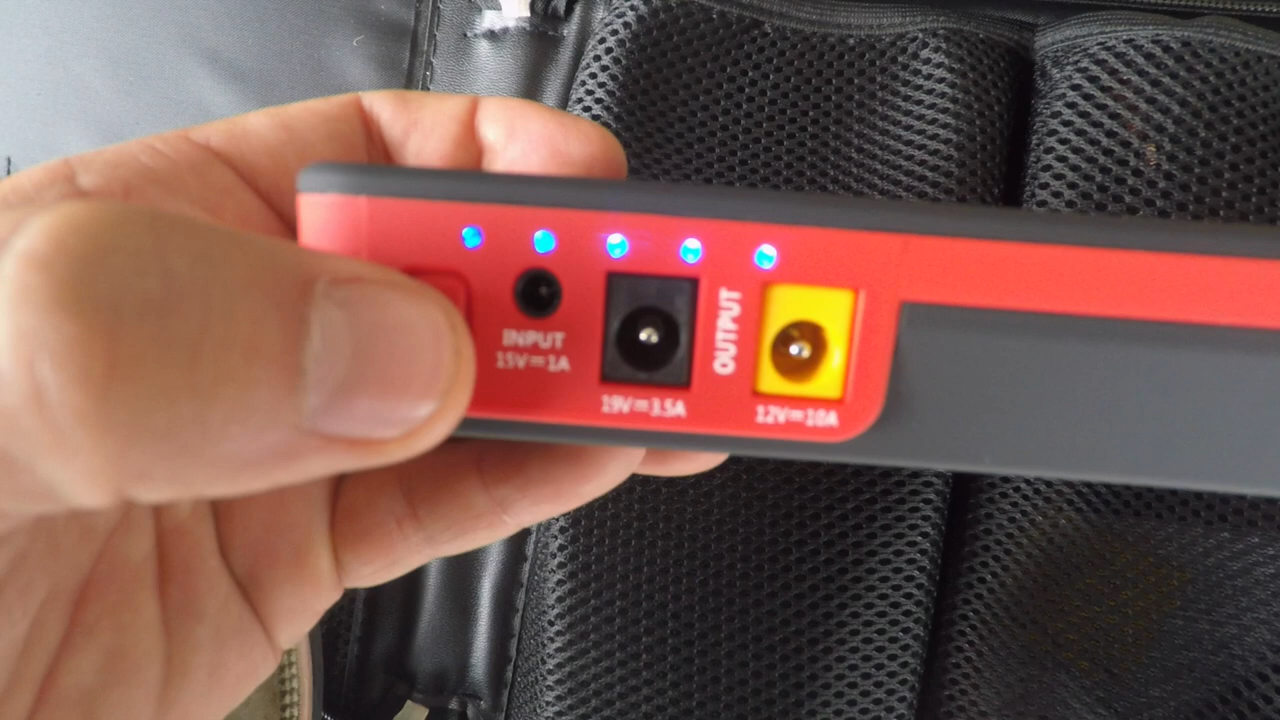 INPUT
15V⎓1A
19V⎓3.5A
OUTPUT
12V⎓10A